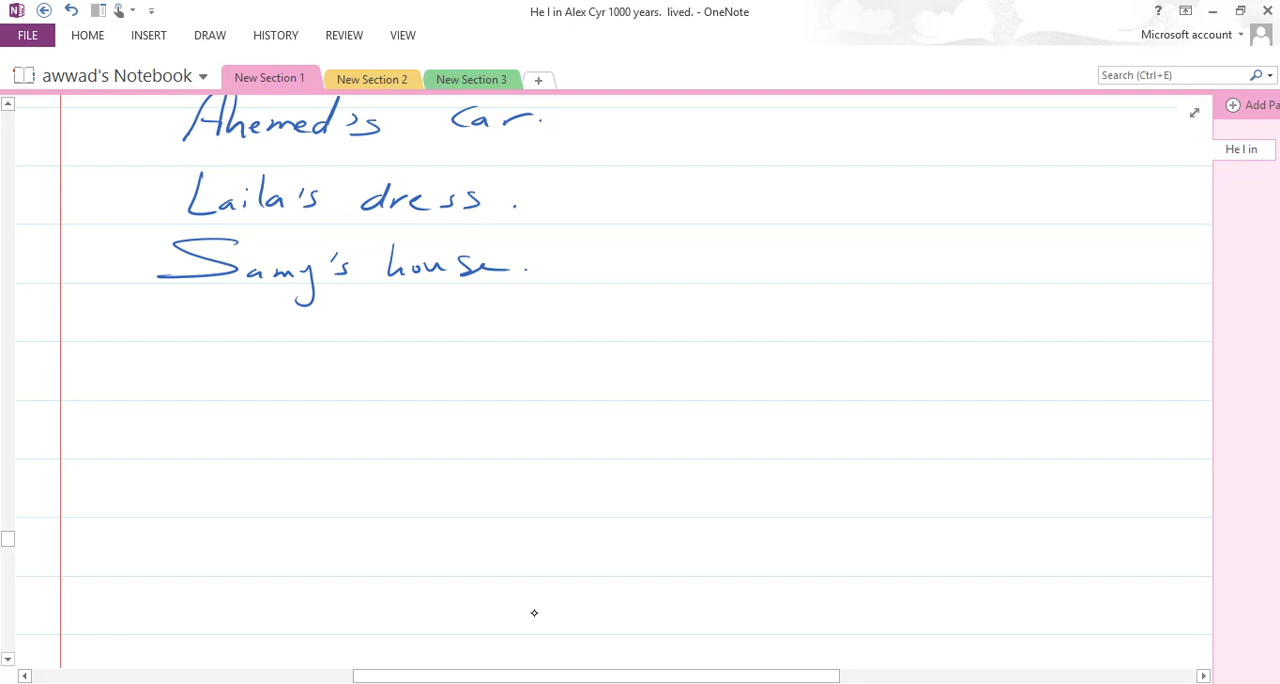 He I in Alex Cyr 1000 years.  lived. - OneNote
?
FILE HOME INSERT DRAW HISTORY REVIEW VIEW
Microsoft account
awwad's Notebook
New Section 1
New Section 2
New Section 3
+
Search (Ctrl+E)
Add Pa
He I in
Ahemed's car.
Laila's dress.
Samy's house.